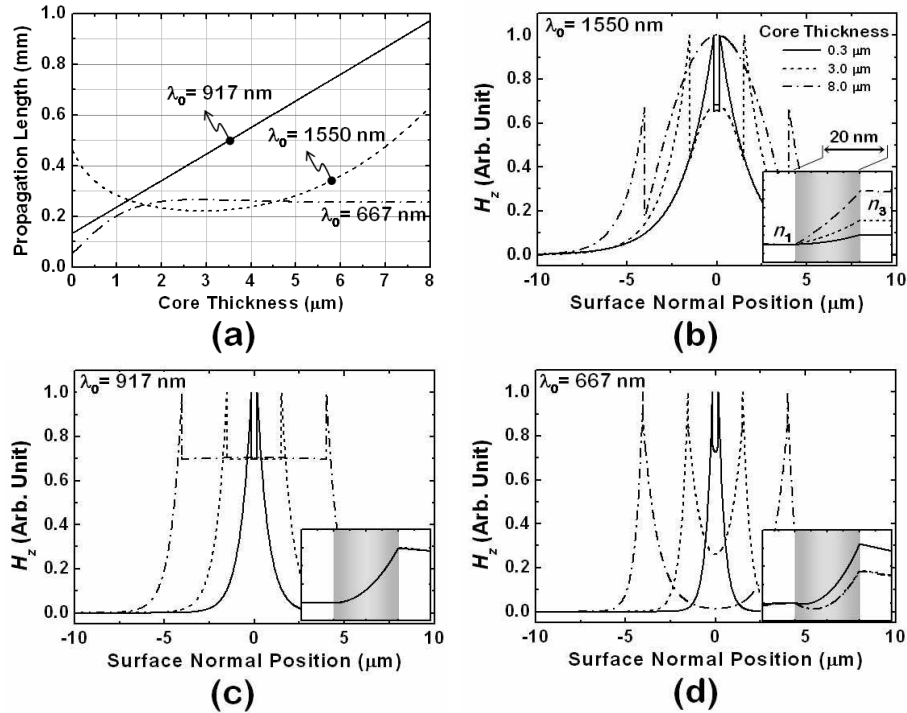 1.0
0.8
0.6
0.4
0.2
0.0
0 1 2 3 4 5 6 7 8
Propagation Length (mm)
Core Thickness (μm)
λ₀= 917 nm
λ₀= 1550 nm
λ₀= 667 nm
(a)
λ₀= 1550 nm
Core Thickness
0.3 μm
3.0 μm
8.0 μm
20 nm
n₁
n₃
1.0
0.8
0.6
0.4
0.2
0.0
-10 -5 0 5 10
H_z (Arb. Unit)
Surface Normal Position (μm)
(b)
λ₀= 917 nm
1.0
0.8
0.6
0.4
0.2
0.0
-10 -5 0 5 10
H_z (Arb. Unit)
Surface Normal Position (μm)
(c)
λ₀= 667 nm
1.0
0.8
0.6
0.4
0.2
0.0
-10 -5 0 5 10
H_z (Arb. Unit)
Surface Normal Position (μm)
(d)